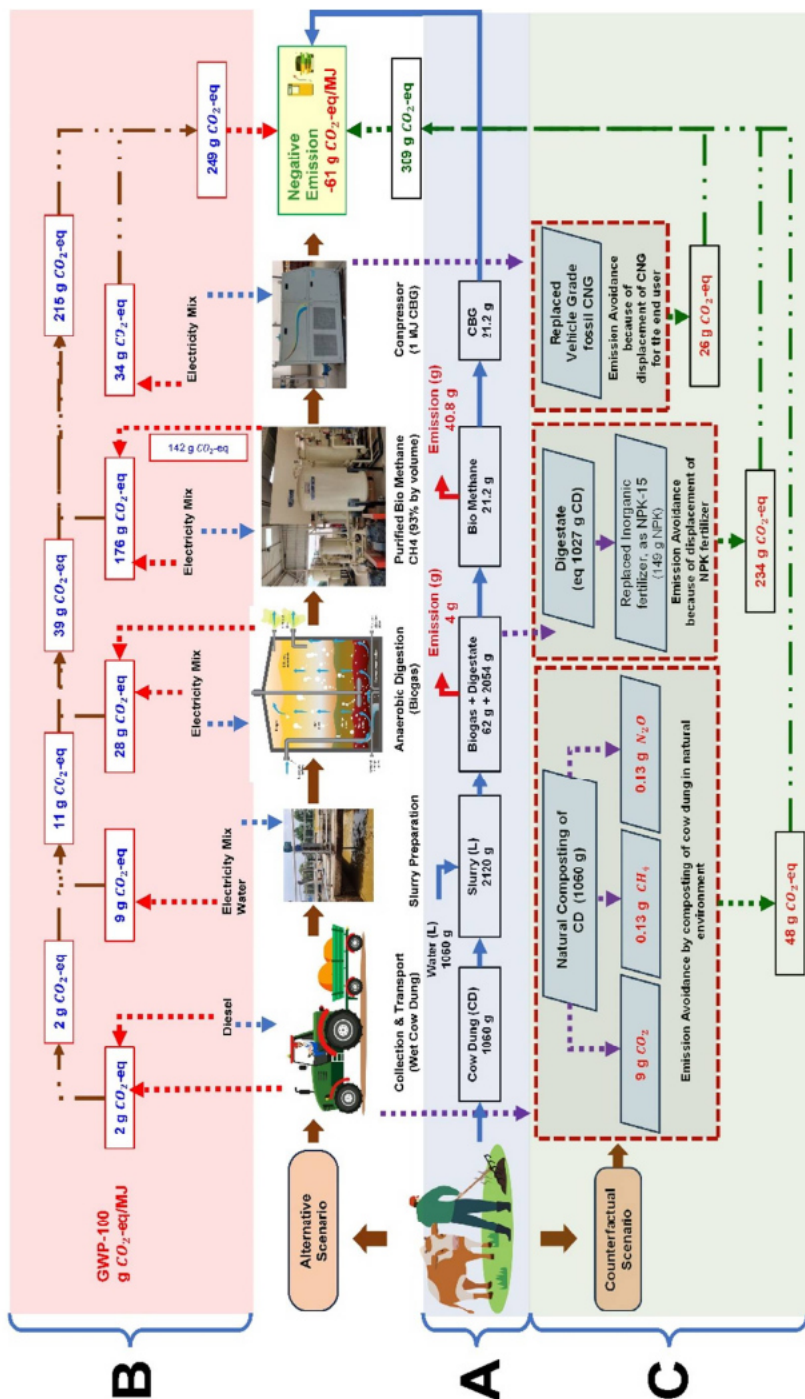 B
GWP-100
g CO₂-eq/MJ
2 g CO₂-eq
2 g CO₂-eq
9 g CO₂-eq
11 g CO₂-eq
28 g CO₂-eq
39 g CO₂-eq
176 g CO₂-eq
142 g CO₂-eq
34 g CO₂-eq
215 g CO₂-eq
249 g CO₂-eq
Diesel
Electricity Mix
Water
Electricity Mix
Electricity Mix
Electricity Mix
Alternative
Scenario
Collection & Transport
(Wet Cow Dung)
Slurry Preparation
Anaerobic Digestion
(Biogas)
Purified Bio Methane
CH4 (93% by volume)
Compressor
(1 MJ CBG)
Negative
Emission
-61 g CO₂-eq/MJ
A
Cow Dung (CD)
1060 g
Water (L)
1060 g
Slurry (L)
2120 g
Biogas + Digestate
62 g + 2054 g
Emission (g)
4 g
Bio Methane
21.2 g
Emission (g)
40.8 g
CBG
21.2 g
309 g CO₂-eq
C
Counterfactual
Scenario
Natural Composting of
CD (1060 g)
9 g CO₂
0.13 g CH₄
0.13 g N₂O
Emission Avoidance by composting of cow dung in natural
environment
48 g CO₂-eq
Digestate
(eq 1027 g CD)
Replaced Inorganic
fertilizer, as NPK-15
(149 g NPK)
Emission Avoidance
because of displacement of
NPK fertilizer
234 g CO₂-eq
Replaced
Vehicle Grade
fossil CNG
Emission Avoidance
because of
displacement of CNG
for the end user
26 g CO₂-eq